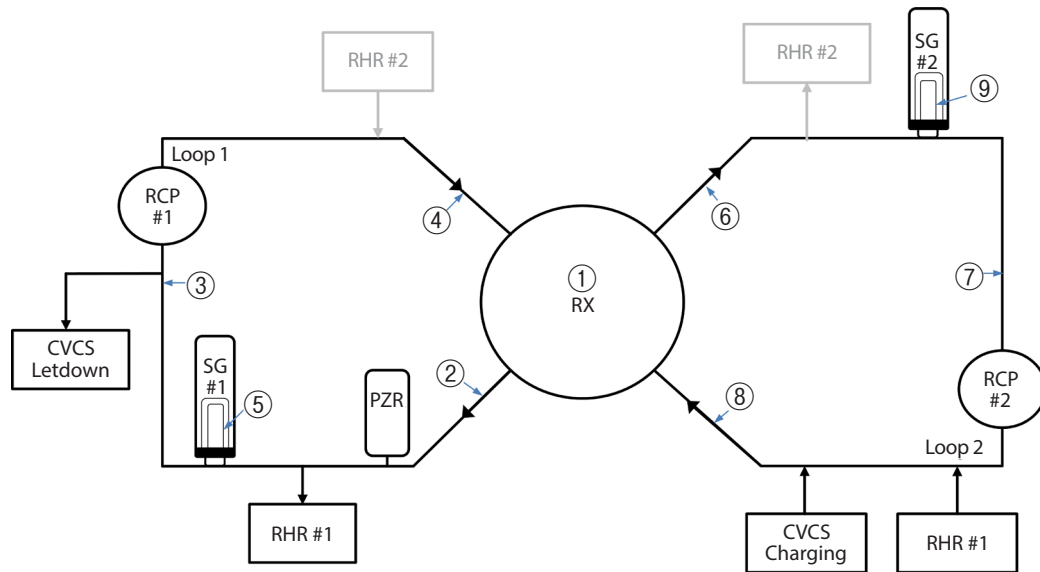 RHR #2
RHR #2
SG
#2
⑨
Loop 1
RCP
#1
④
⑥
①
RX
③
⑦
CVCS
Letdown
SG
#1
⑤
PZR
②
⑧
RCP
#2
Loop 2
RHR #1
CVCS
Charging
RHR #1